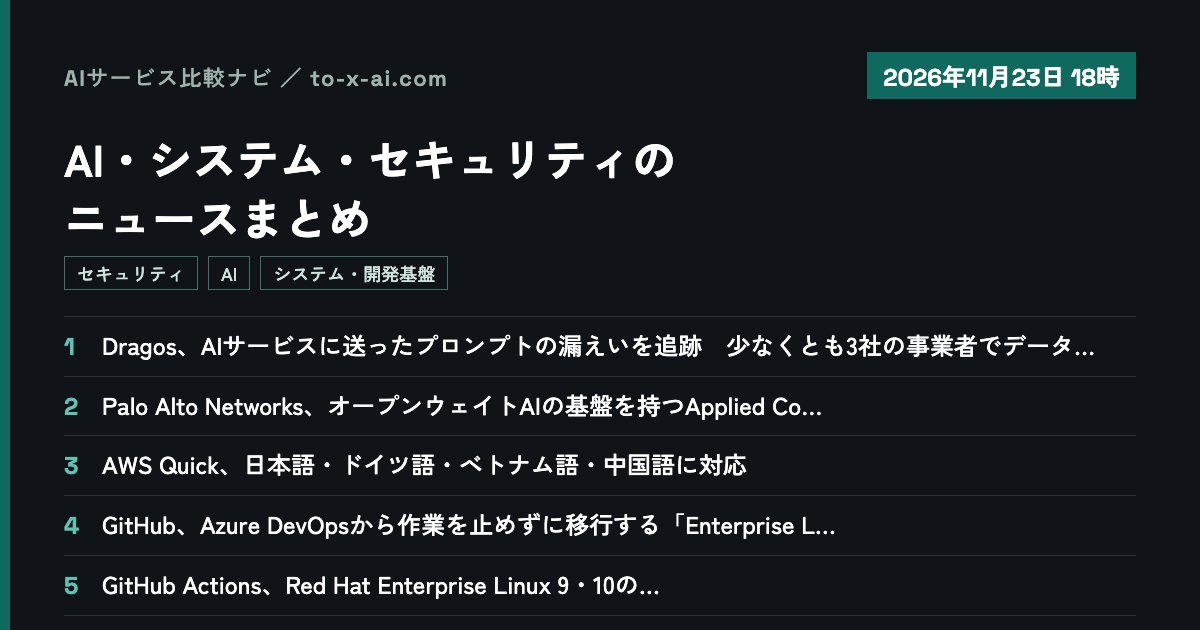 AIサービス比較ナビ ／ to-x-ai.com
2026年11月23日 18時
AI・システム・セキュリティの
ニュースまとめ
セキュリティ
AI
システム・開発基盤
1 Dragos、AIサービスに送ったプロンプトの漏えいを追跡　少なくとも3社の事業者でデータ…
2 Palo Alto Networks、オープンウェイトAIの基盤を持つApplied Co…
3 AWS Quick、日本語・ドイツ語・ベトナム語・中国語に対応
4 GitHub、Azure DevOpsから作業を止めずに移行する「Enterprise L…
5 GitHub Actions、Red Hat Enterprise Linux 9・10の…